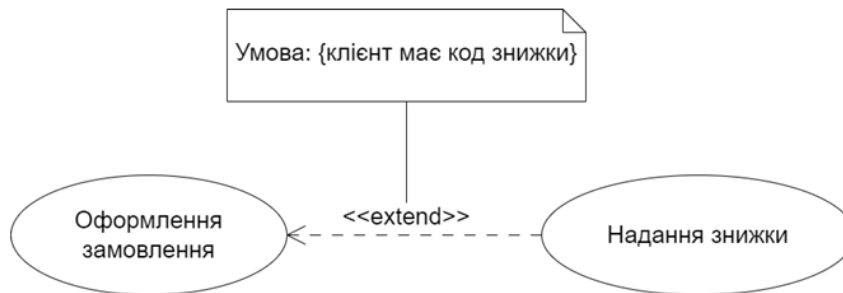 Умова: {клієнт має код знижки}
<<extend>>
Оформлення
замовлення
Надання знижки